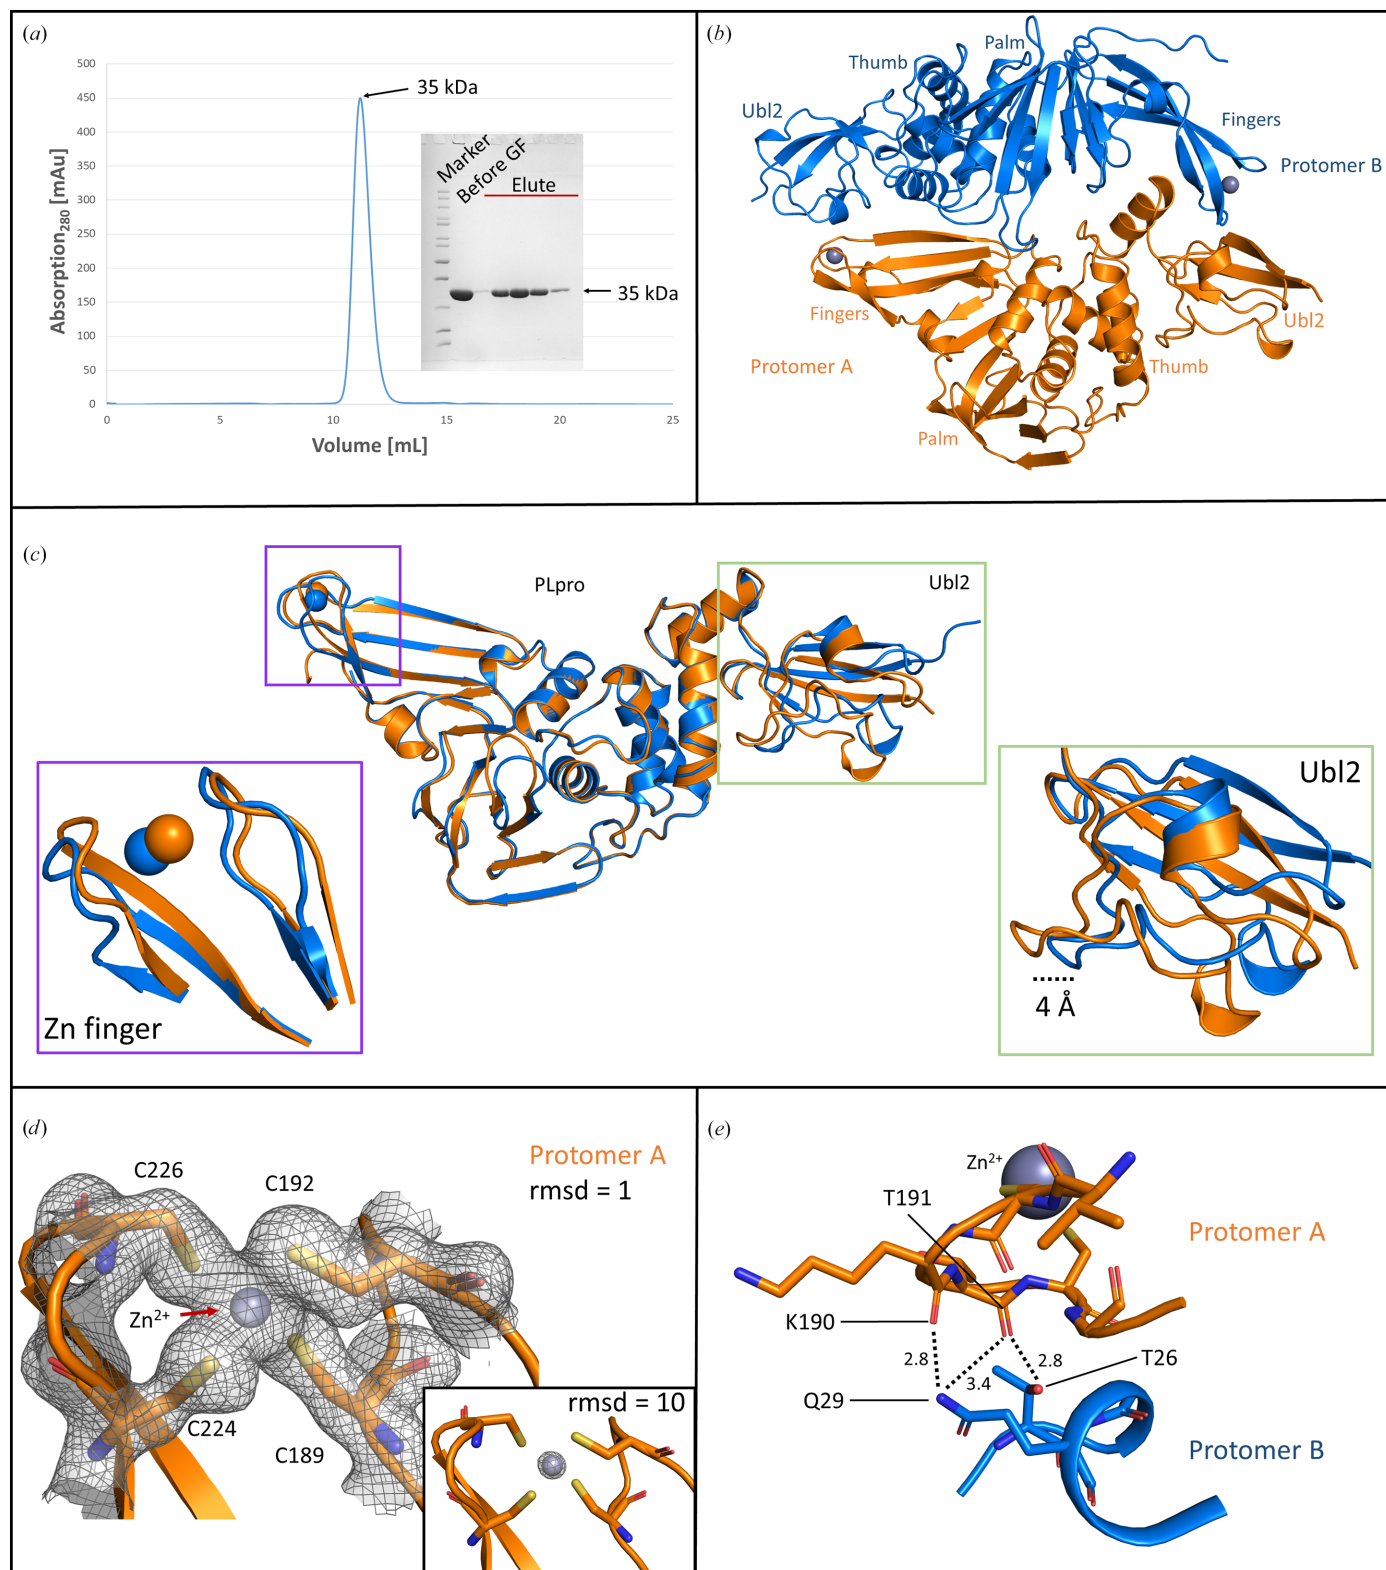 (a)
500
450
400
350
300
250
200
150
100
50
0
Absorption280 [mAu]
0 5 10 15 20 25
Volume [mL]
35 kDa
Marker
Before GF
Elute
35 kDa
(b)
Palm
Thumb
Ubl2
Fingers
Protomer B
Fingers
Ubl2
Protomer A
Thumb
Palm
(c)
PLpro
Ubl2
Zn finger
Ubl2
4 Å
(d)
Protomer A
rmsd = 1
C226
C192
Zn2+
C224
C189
rmsd = 10
(e)
Zn2+
T191
Protomer A
K190
2.8
2.8
3.4
T26
Q29
Protomer B